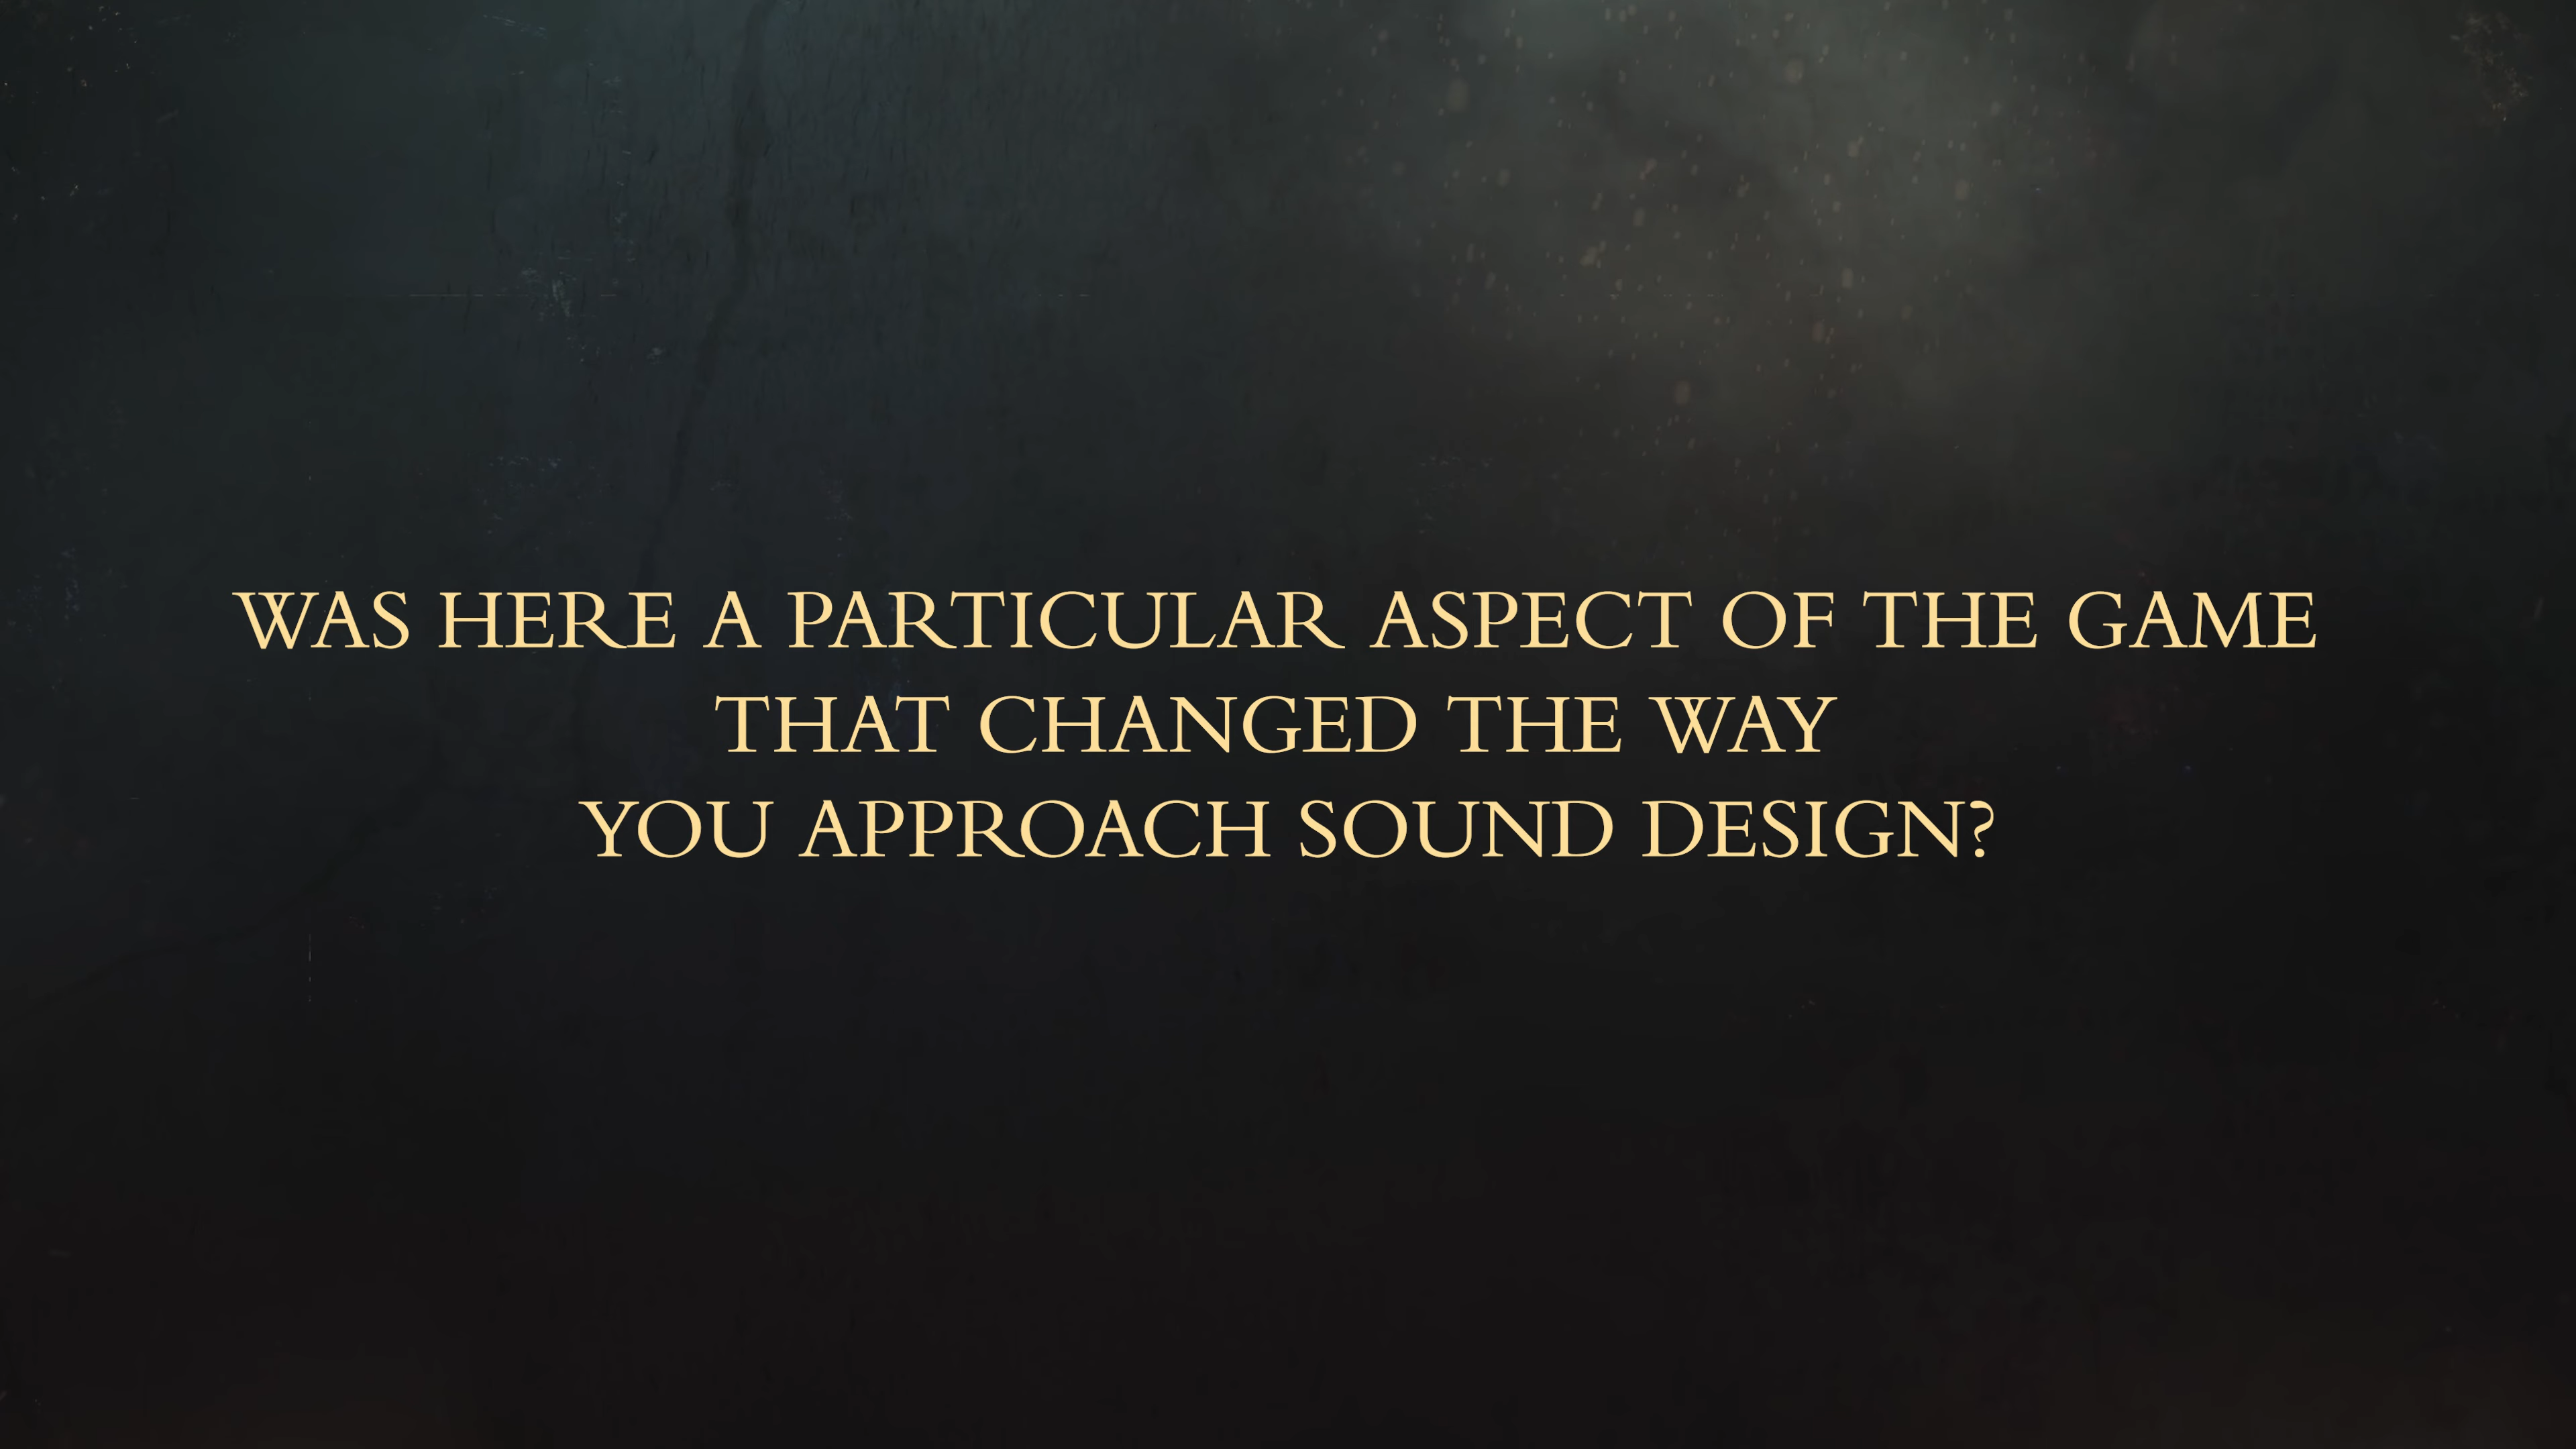 WAS HERE A PARTICULAR ASPECT OF THE GAME
THAT CHANGED THE WAY
YOU APPROACH SOUND DESIGN?